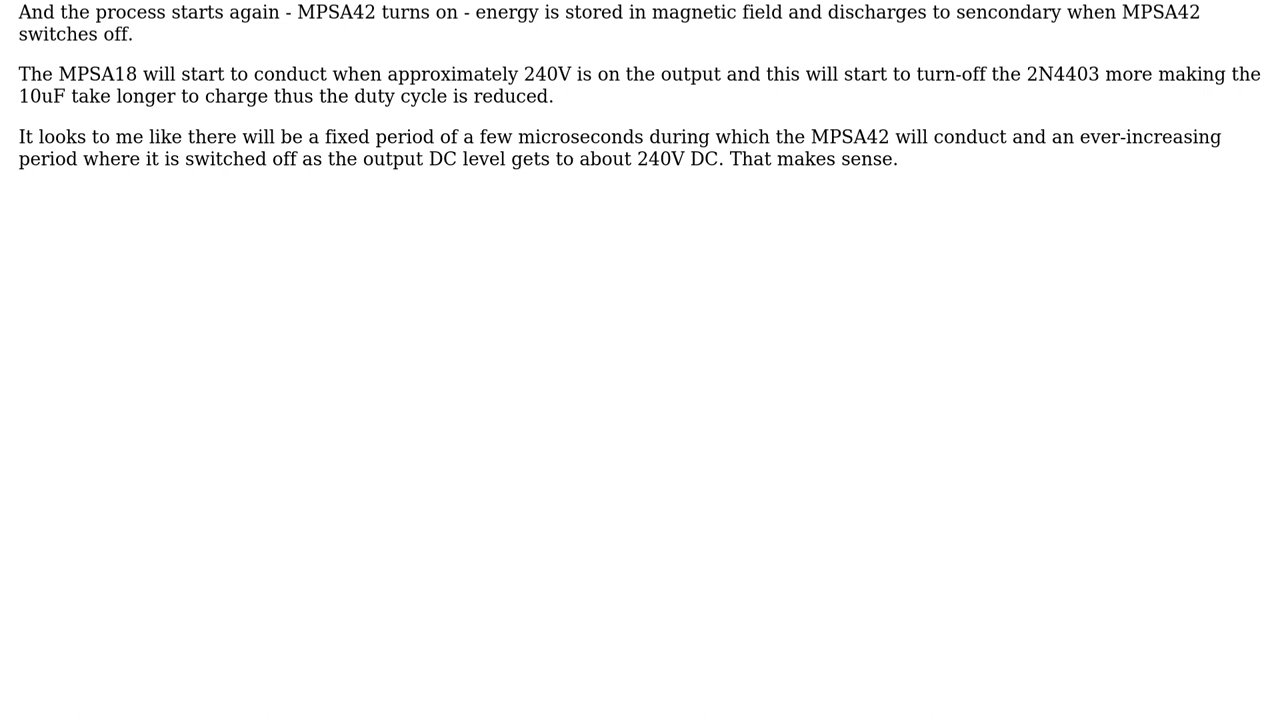 And the process starts again - MPSA42 turns on - energy is stored in magnetic field and discharges to sencondary when MPSA42
switches off.
The MPSA18 will start to conduct when approximately 240V is on the output and this will start to turn-off the 2N4403 more making the
10uF take longer to charge thus the duty cycle is reduced.
It looks to me like there will be a fixed period of a few microseconds during which the MPSA42 will conduct and an ever-increasing
period where it is switched off as the output DC level gets to about 240V DC. That makes sense.